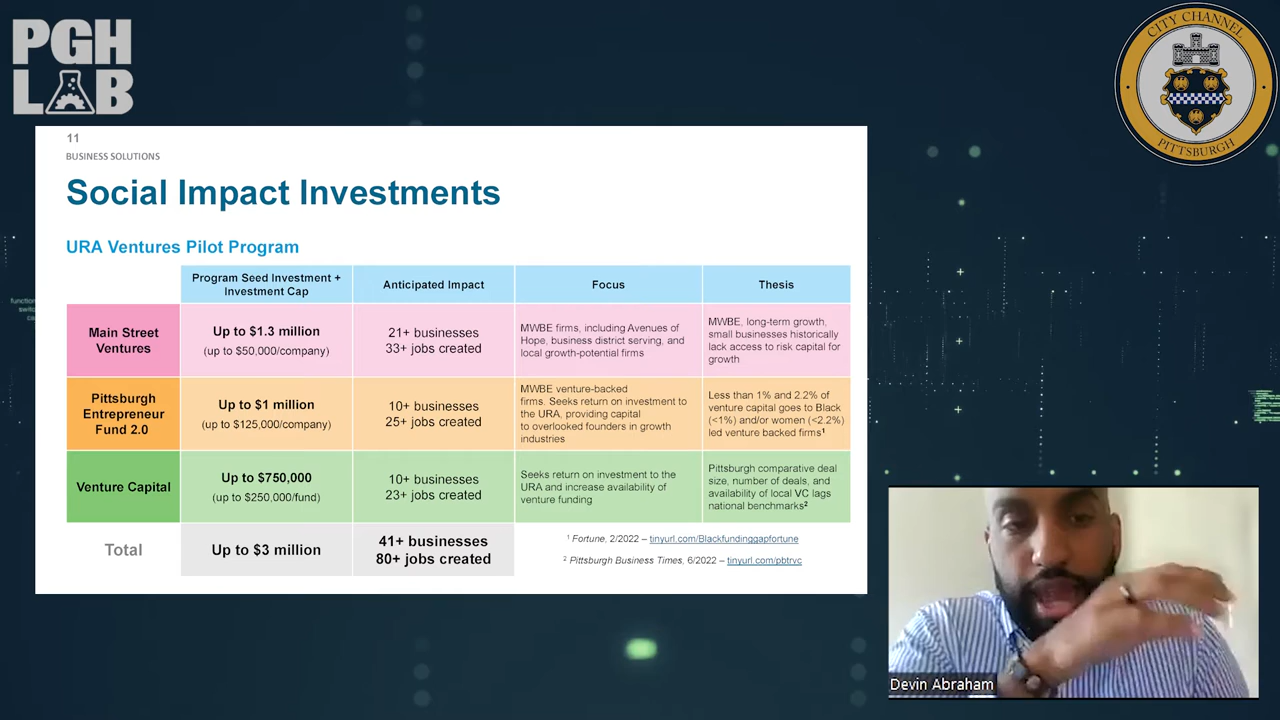 PGH
LAB
CITY CHANNEL
PITTSBURGH
11
BUSINESS SOLUTIONS
Social Impact Investments
URA Ventures Pilot Program
Program Seed Investment +
Investment Cap
Anticipated Impact
Focus
Thesis
Main Street
Ventures
Up to $1.3 million
(up to $50,000/company)
21+ businesses
33+ jobs created
MWBE firms, including Avenues of
Hope, business district serving, and
local growth-potential firms
MWBE, long-term growth,
small businesses historically
lack access to risk capital for
growth
Pittsburgh
Entrepreneur
Fund 2.0
Up to $1 million
(up to $125,000/company)
10+ businesses
25+ jobs created
MWBE venture-backed
firms. Seeks return on investment to
the URA, providing capital
to overlooked founders in growth
industries
Less than 1% and 2.2% of
venture capital goes to Black
(<1%) and/or women (<2.2%)
led venture backed firms¹
Venture Capital
Up to $750,000
(up to $250,000/fund)
10+ businesses
23+ jobs created
Seeks return on investment to the
URA and increase availability of
venture funding
Pittsburgh comparative deal
size, number of deals, and
availability of local VC lags
national benchmarks²
Total
Up to $3 million
41+ businesses
80+ jobs created
¹ Fortune, 2/2022 – tinyurl.com/Blackfundinggapfortune
² Pittsburgh Business Times, 6/2022 – tinyurl.com/pbtrvc
Devin Abraham